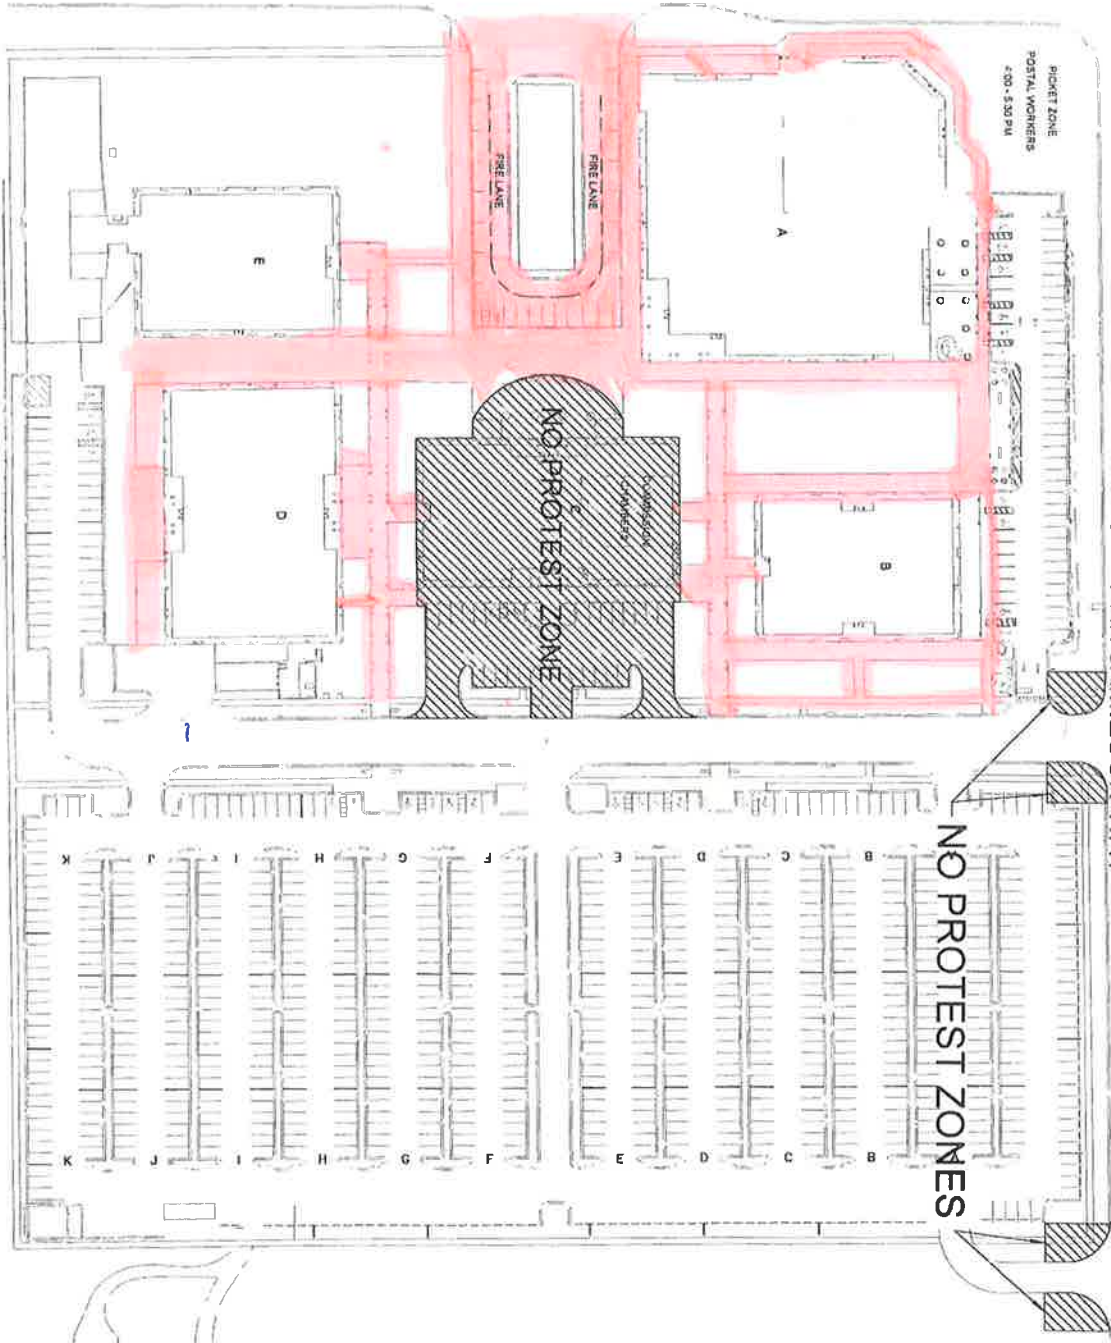 PICKET ZONE
POSTAL WORKERS
4:00 - 5:30 PM
FIRE LANE
FIRE LANE
A
E
NO PROTEST ZONE
CHAMBERS
D
B
NO PROTEST ZONES
K J I H G F E D C B
K J I H G F E D C B